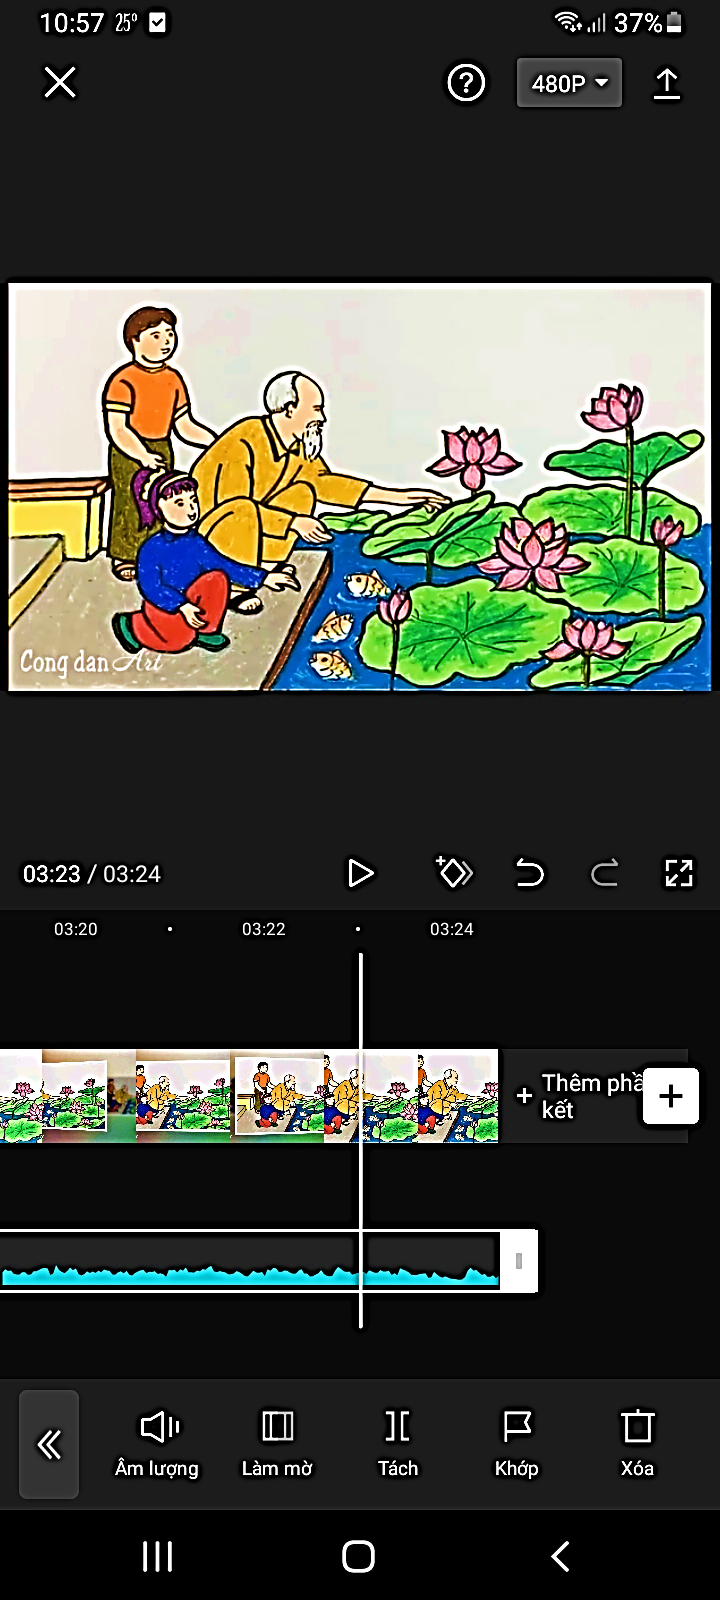 10:57 25° 37%
480P
Cong dan Art
03:23 / 03:24
03:20 03:22 03:24
+ Thêm phầ
kết
Âm lượng Làm mờ Tách Khớp Xóa